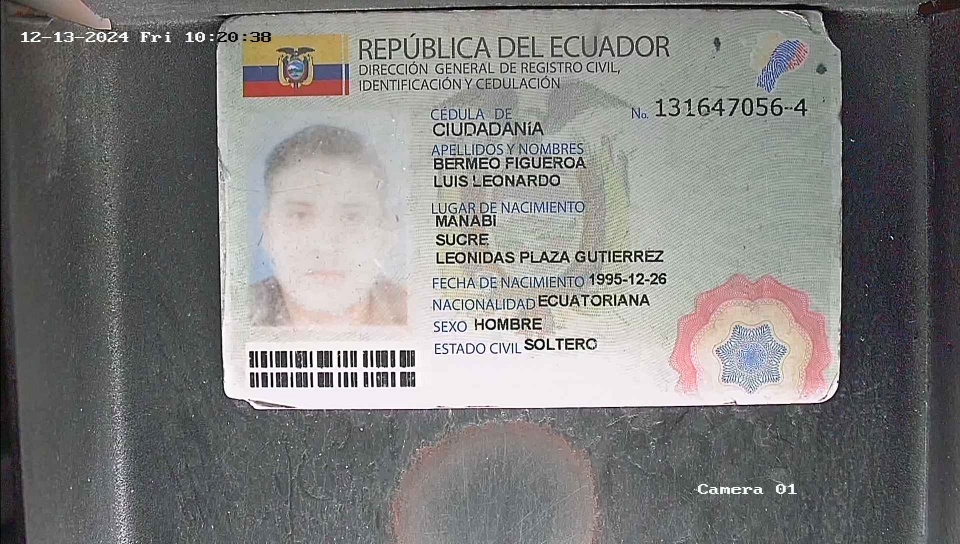 12-13-2024 Fri 10:20:38
REPÚBLICA DEL ECUADOR
DIRECCIÓN GENERAL DE REGISTRO CIVIL,
IDENTIFICACIÓN Y CEDULACIÓN
CÉDULA DE
CIUDADANÍA
No. 131647056-4
APELLIDOS Y NOMBRES
BERMEO FIGUEROA
LUIS LEONARDO
LUGAR DE NACIMIENTO
MANABI
SUCRE
LEONIDAS PLAZA GUTIERREZ
FECHA DE NACIMIENTO 1995-12-26
NACIONALIDAD ECUATORIANA
SEXO HOMBRE
ESTADO CIVIL SOLTERO
Camera 01